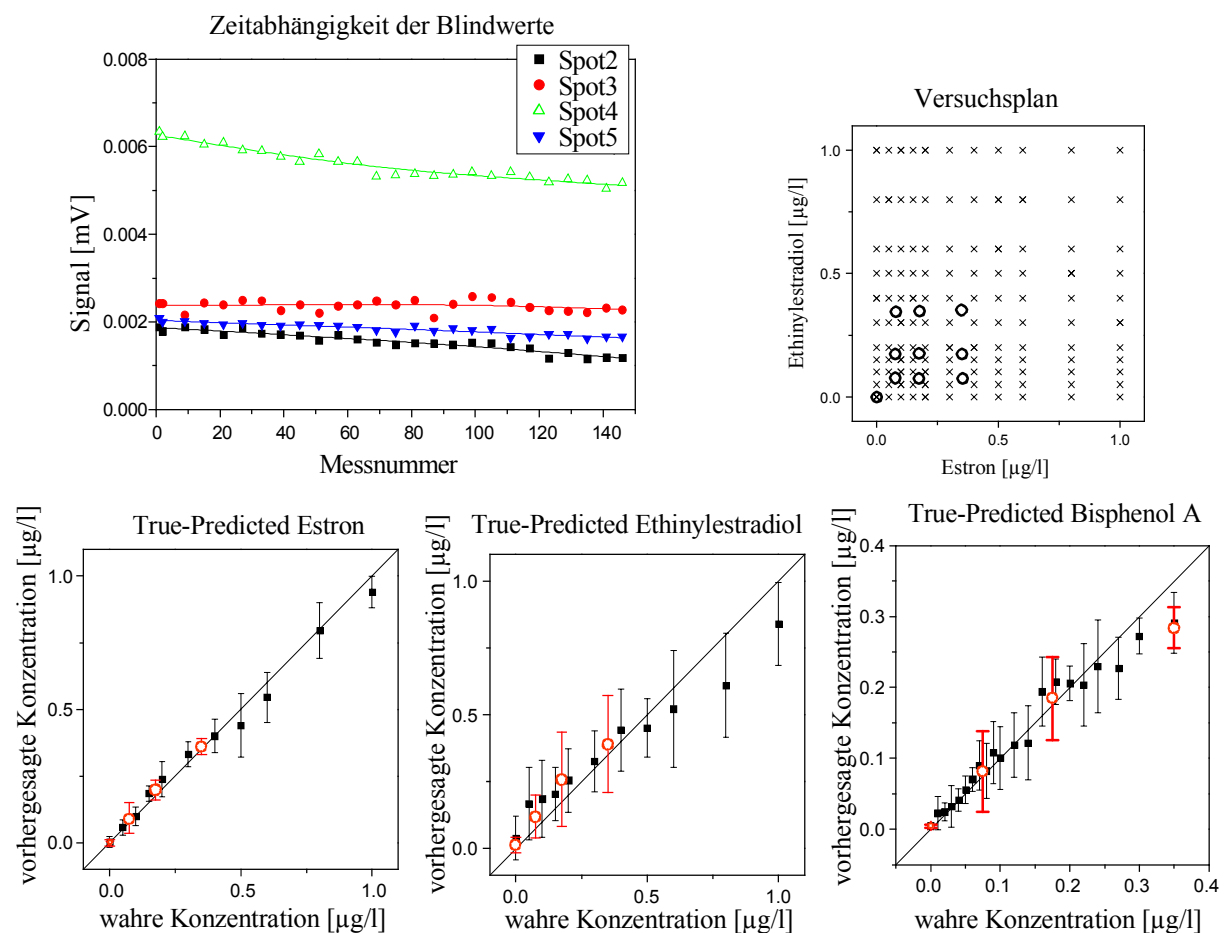 Zeitabhängigkeit der Blindwerte
0.008
0.006
0.004
0.002
0.000
Signal [mV]
Spot2
Spot3
Spot4
Spot5
0 20 40 60 80 100 120 140
Messnummer
Versuchsplan
1.0
0.5
0.0
Ethinylestradiol [µg/l]
0.0 0.5 1.0
Estron [µg/l]
True-Predicted Estron
vorhergesagte Konzentration [µg/l]
1.0
0.5
0.0
0.0 0.5 1.0
wahre Konzentration [µg/l]
True-Predicted Ethinylestradiol
vorhergesagte Konzentration [µg/l]
1.0
0.5
0.0
0.0 0.5 1.0
wahre Konzentration [µg/l]
True-Predicted Bisphenol A
vorhergesagte Konzentration [µg/l]
0.4
0.3
0.2
0.1
0.0
0.0 0.1 0.2 0.3 0.4
wahre Konzentration [µg/l]